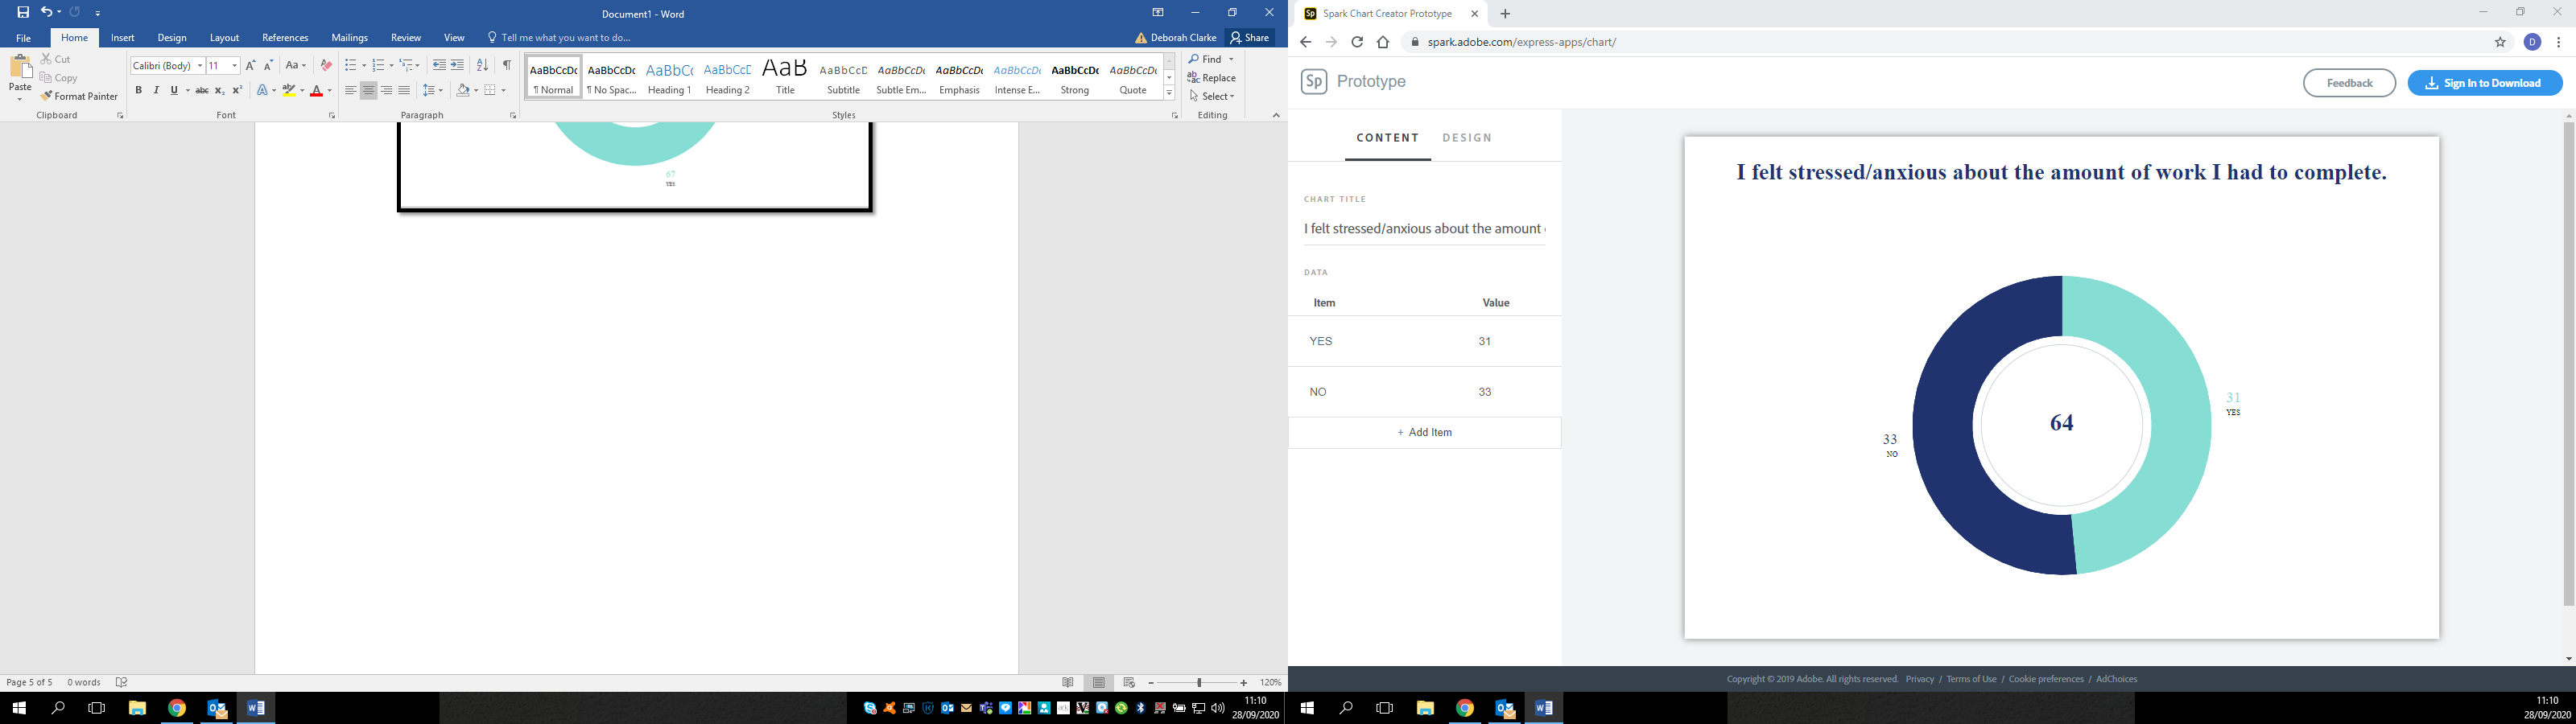 Document1 - Word
File Home Insert Design Layout References Mailings Review View Tell me what you want to do... Deborah Clarke Share
Paste
Cut
Copy
Format Painter
Clipboard
Calibri (Body) 11
Font
Paragraph
AaBbCcDc AaBbCcDc AaBbCc AaBbCcD AaB AaBbCcD AaBbCcDc AaBbCcDc AaBbCcDc AaBbCcDc AaBbCcDc
¶ Normal ¶ No Spac... Heading 1 Heading 2 Title Subtitle Subtle Em... Emphasis Intense E... Strong Quote
Styles
Find
Replace
Select
Editing
67
YES
Page 5 of 5 0 words
120%
11:10
28/09/2020
Sp Spark Chart Creator Prototype
spark.adobe.com/express-apps/chart/
D
Sp Prototype
Feedback
Sign In to Download
CONTENT DESIGN
CHART TITLE
I felt stressed/anxious about the amount
DATA
Item Value
YES 31
NO 33
+ Add Item
I felt stressed/anxious about the amount of work I had to complete.
31
YES
64
33
NO
Copyright © 2019 Adobe. All rights reserved. Privacy / Terms of Use / Cookie preferences / AdChoices
11:10
28/09/2020